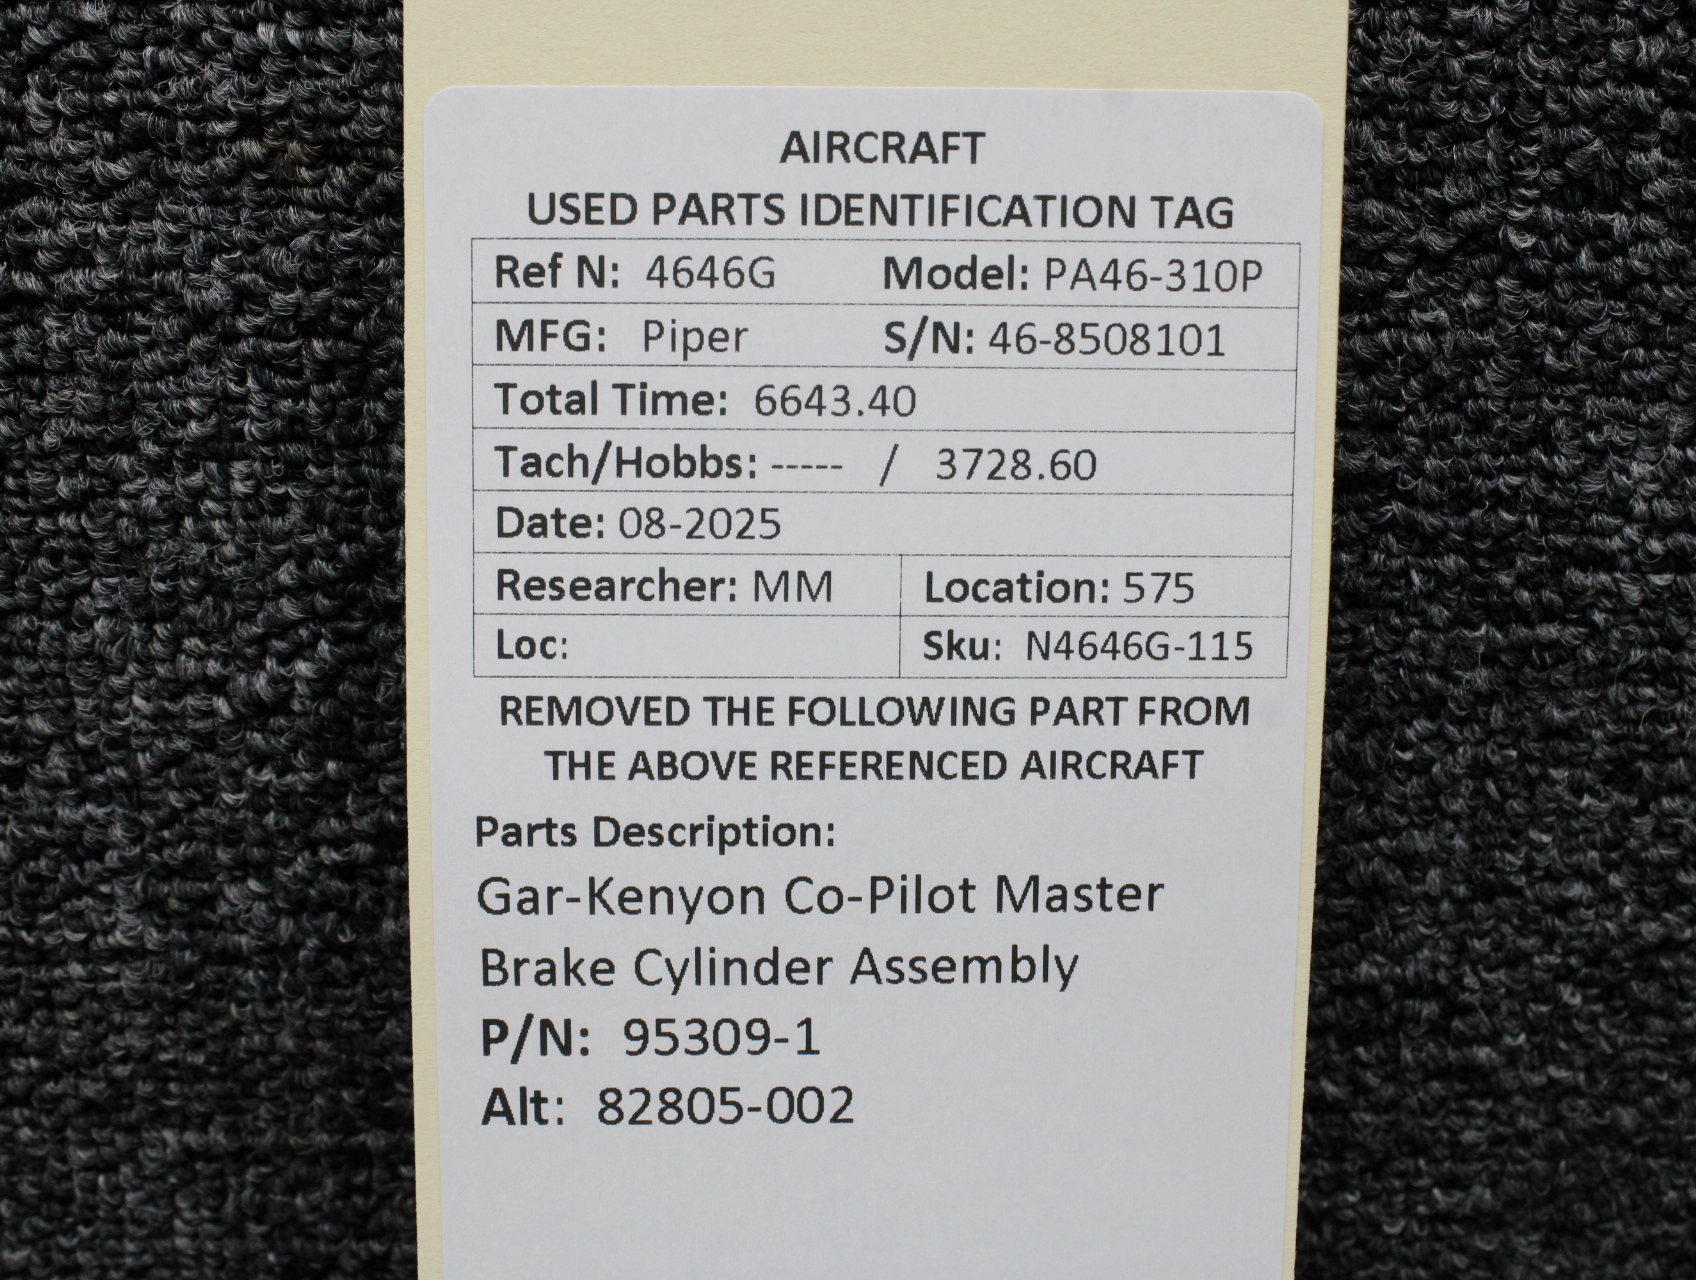 AIRCRAFT
USED PARTS IDENTIFICATION TAG
Ref N: 4646G Model: PA46-310P
MFG: Piper S/N: 46-8508101
Total Time: 6643.40
Tach/Hobbs: ----- / 3728.60
Date: 08-2025
Researcher: MM Location: 575
Loc: Sku: N4646G-115
REMOVED THE FOLLOWING PART FROM
THE ABOVE REFERENCED AIRCRAFT
Parts Description:
Gar-Kenyon Co-Pilot Master
Brake Cylinder Assembly
P/N: 95309-1
Alt: 82805-002